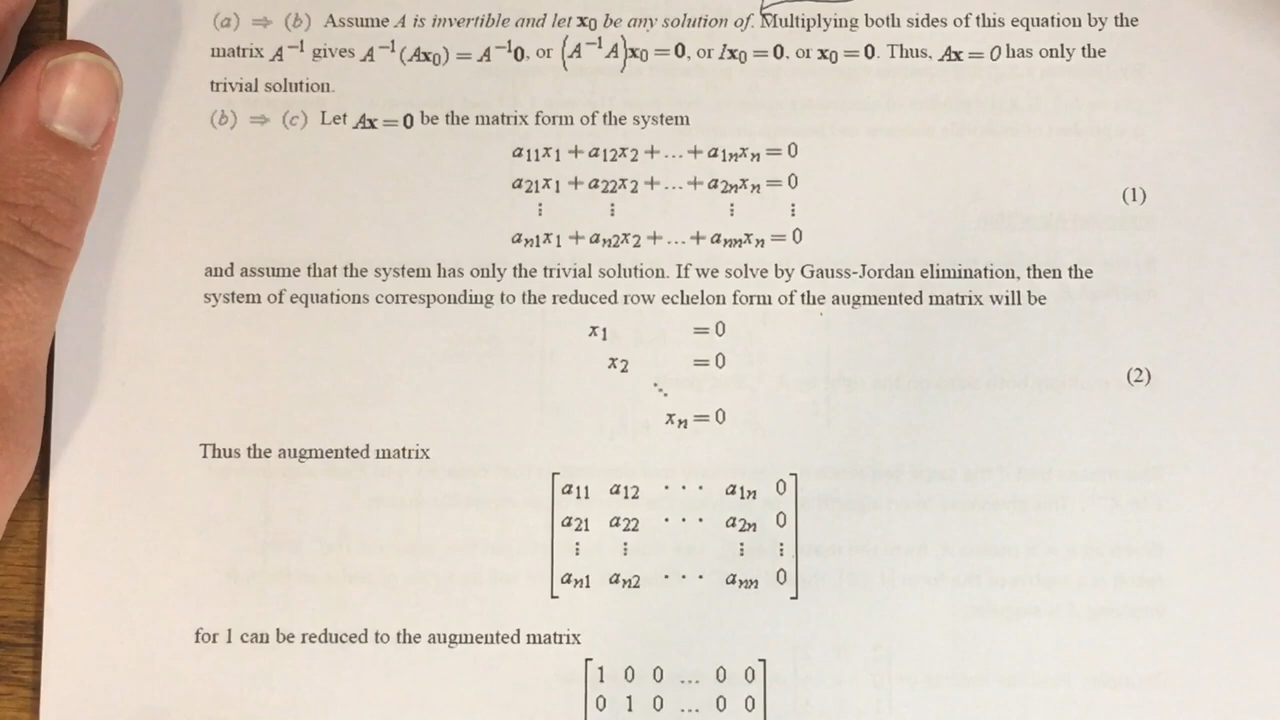 (a) ⇒ (b) Assume A is invertible and let x0 be any solution of. Multiplying both sides of this equation by the
matrix A⁻¹ gives A⁻¹(Ax0) = A⁻¹0, or (A⁻¹A)x0 = 0, or Ix0 = 0, or x0 = 0. Thus, Ax = 0 has only the
trivial solution.
(b) ⇒ (c) Let Ax = 0 be the matrix form of the system
a11x1 + a12x2 + ... + a1nxn = 0
a21x1 + a22x2 + ... + a2nxn = 0
(1)
⋮ ⋮ ⋮ ⋮
an1x1 + an2x2 + ... + annxn = 0
and assume that the system has only the trivial solution. If we solve by Gauss-Jordan elimination, then the
system of equations corresponding to the reduced row echelon form of the augmented matrix will be
x1 = 0
x2 = 0
(2)
⋱
xn = 0
Thus the augmented matrix
a11 a12 · · · a1n 0
a21 a22 · · · a2n 0
⋮ ⋮ ⋮ ⋮
an1 an2 · · · ann 0
for 1 can be reduced to the augmented matrix
1 0 0 ... 0 0
0 1 0 ... 0 0